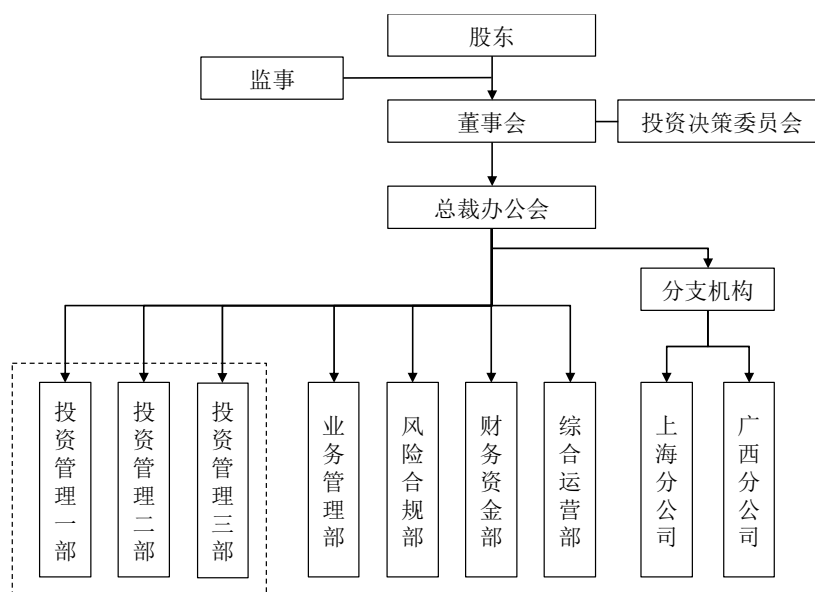 股东
监事
董事会
投资决策委员会
总裁办公会
分支机构
投资管理一部
投资管理二部
投资管理三部
业务管理部
风险合规部
财务资金部
综合运营部
上海分公司
广西分公司